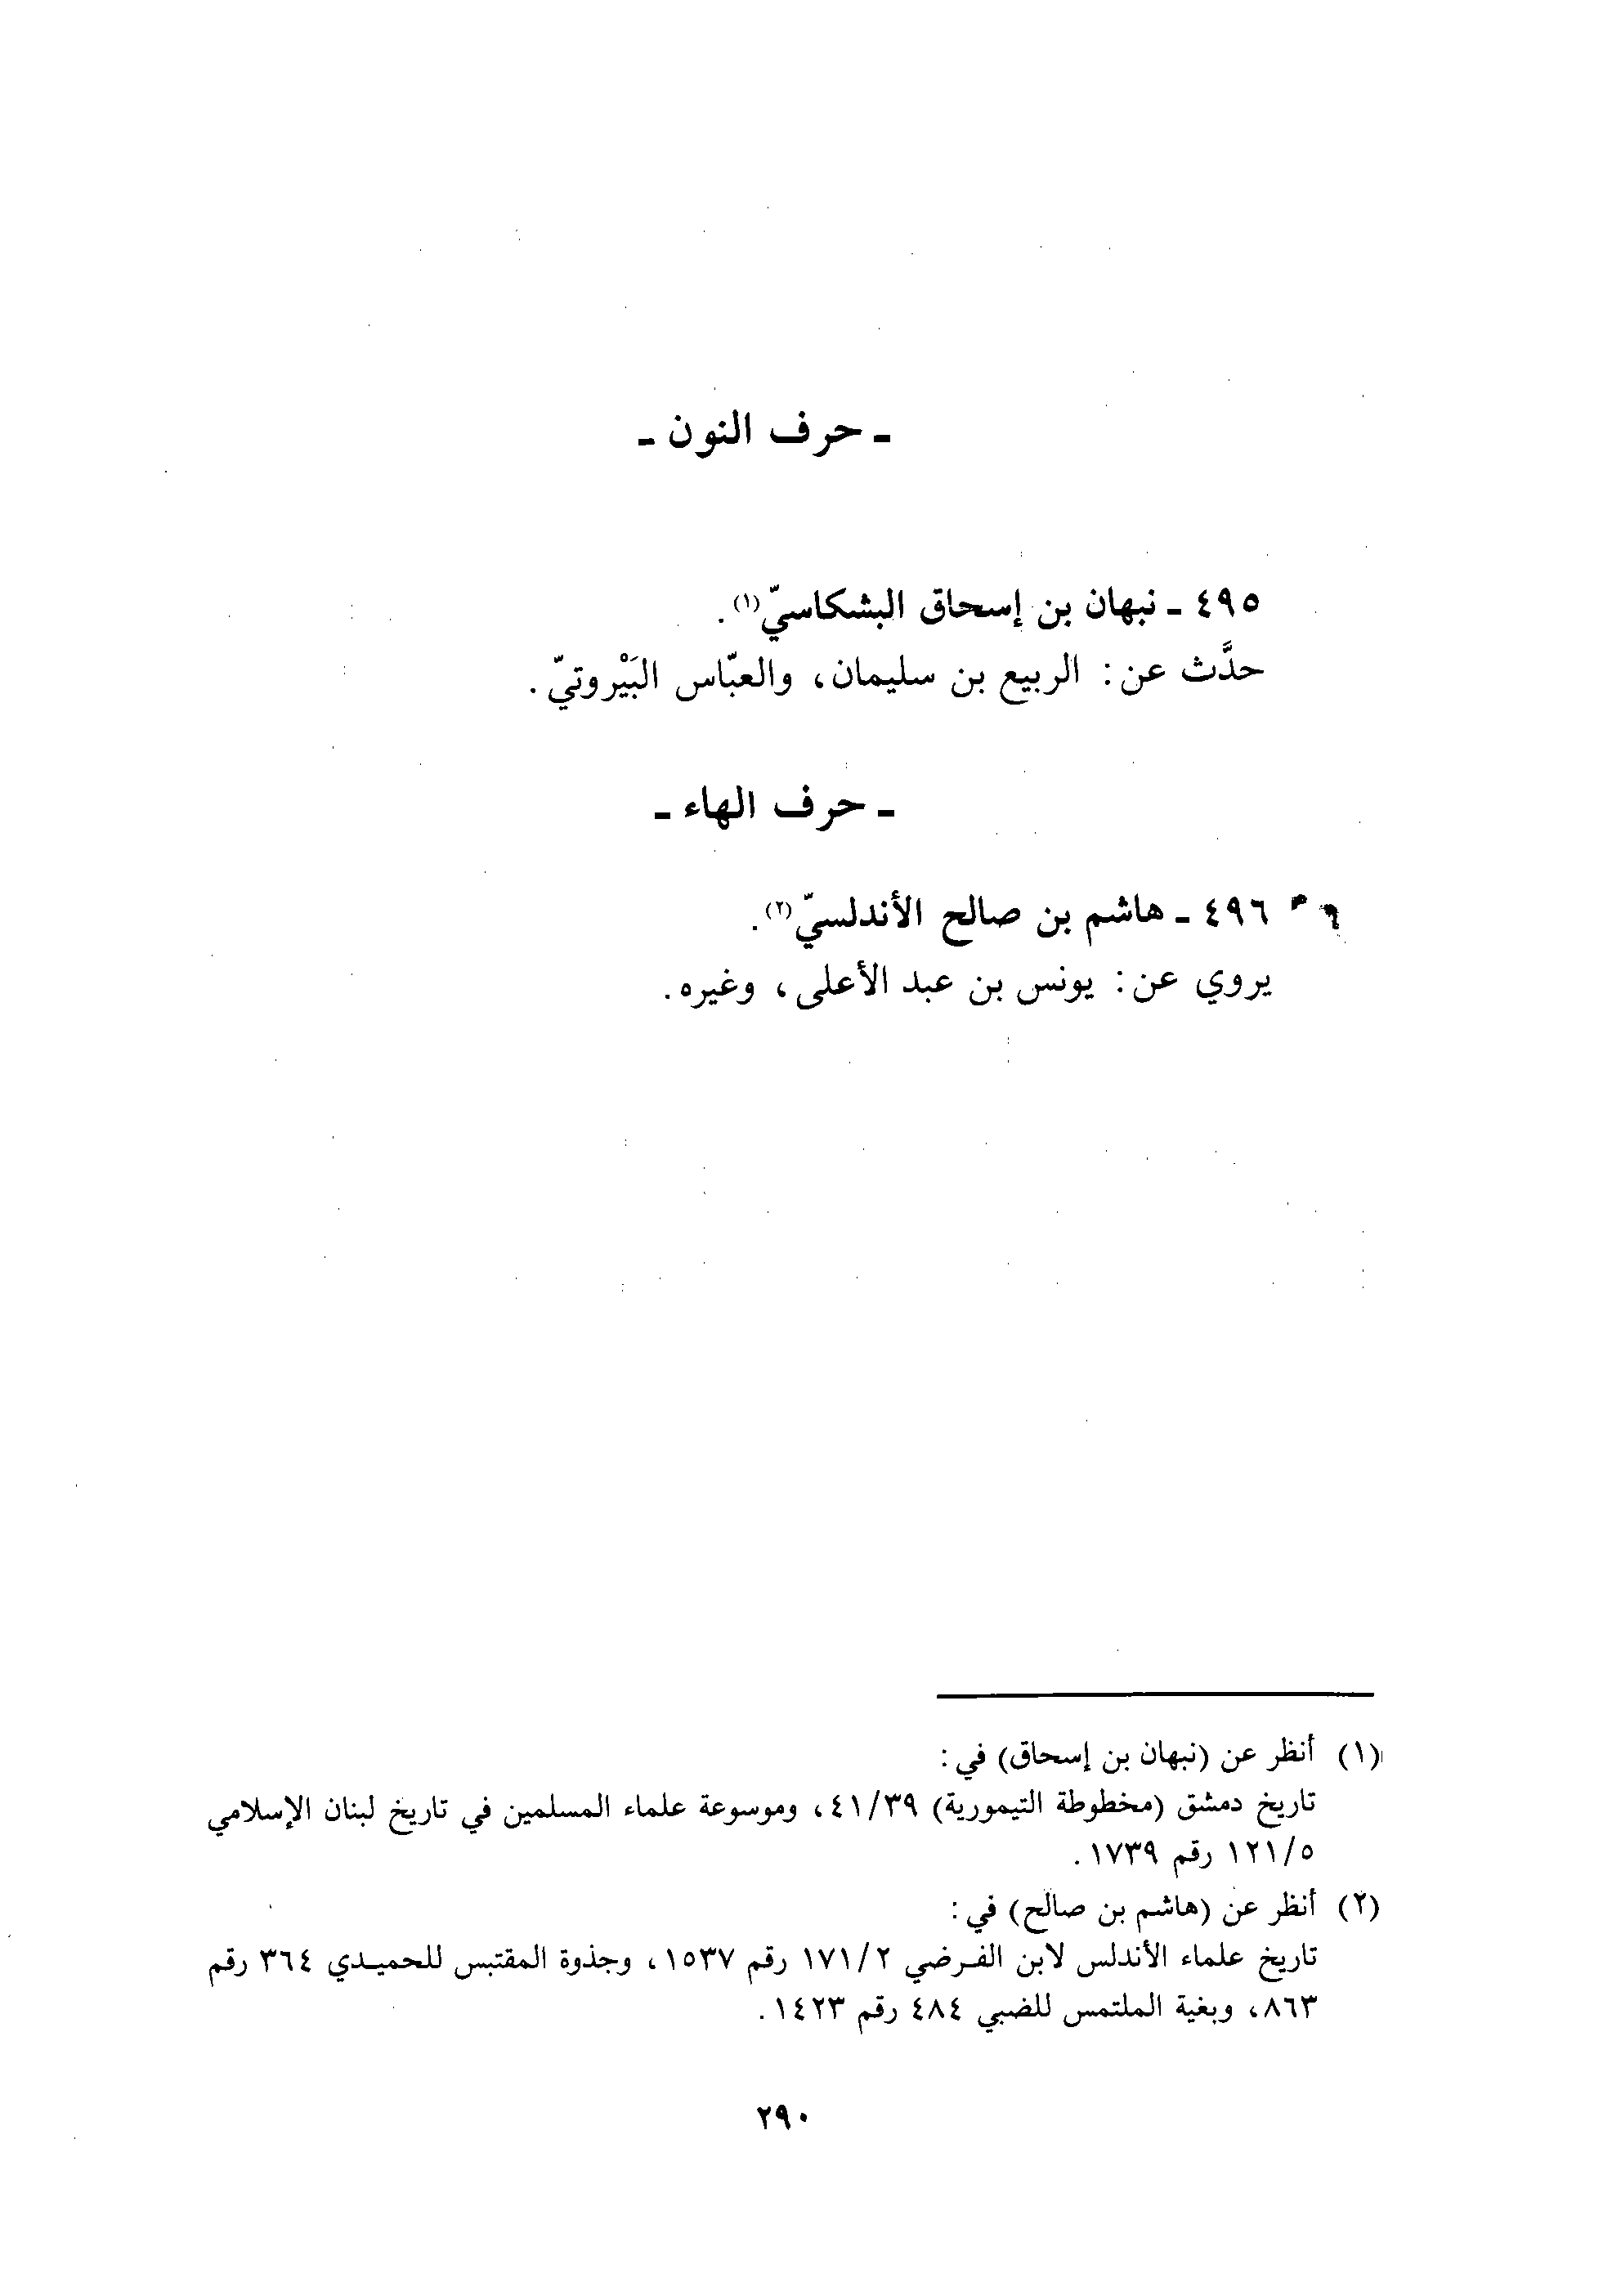 ـ حرف النون ـ
٤٩٥ ـ نبهان بن إسحاق البشكاسيّ(١).
حدَّث عن: الربيع بن سليمان، والعبّاس البَيْروتيّ.
ـ حرف الهاء ـ
٤٩٦ ـ هاشم بن صالح الأندلسيّ(٢).
يروي عن: يونس بن عبد الأعلى، وغيره.
(١) أنظر عن (نبهان بن إسحاق) في:
تاريخ دمشق (مخطوطة التيمورية) ٤١/٣٩، وموسوعة علماء المسلمين في تاريخ لبنان الإسلامي
١٢١/٥ رقم ١٧٣٩.
(٢) أنظر عن (هاشم بن صالح) في:
تاريخ علماء الأندلس لابن الفرضي ١٧١/٢ رقم ١٥٣٧، وجذوة المقتبس للحميدي ٣٦٤ رقم
٨٦٣، وبغية الملتمس للضبي ٤٨٤ رقم ١٤٢٣.
٢٩٠